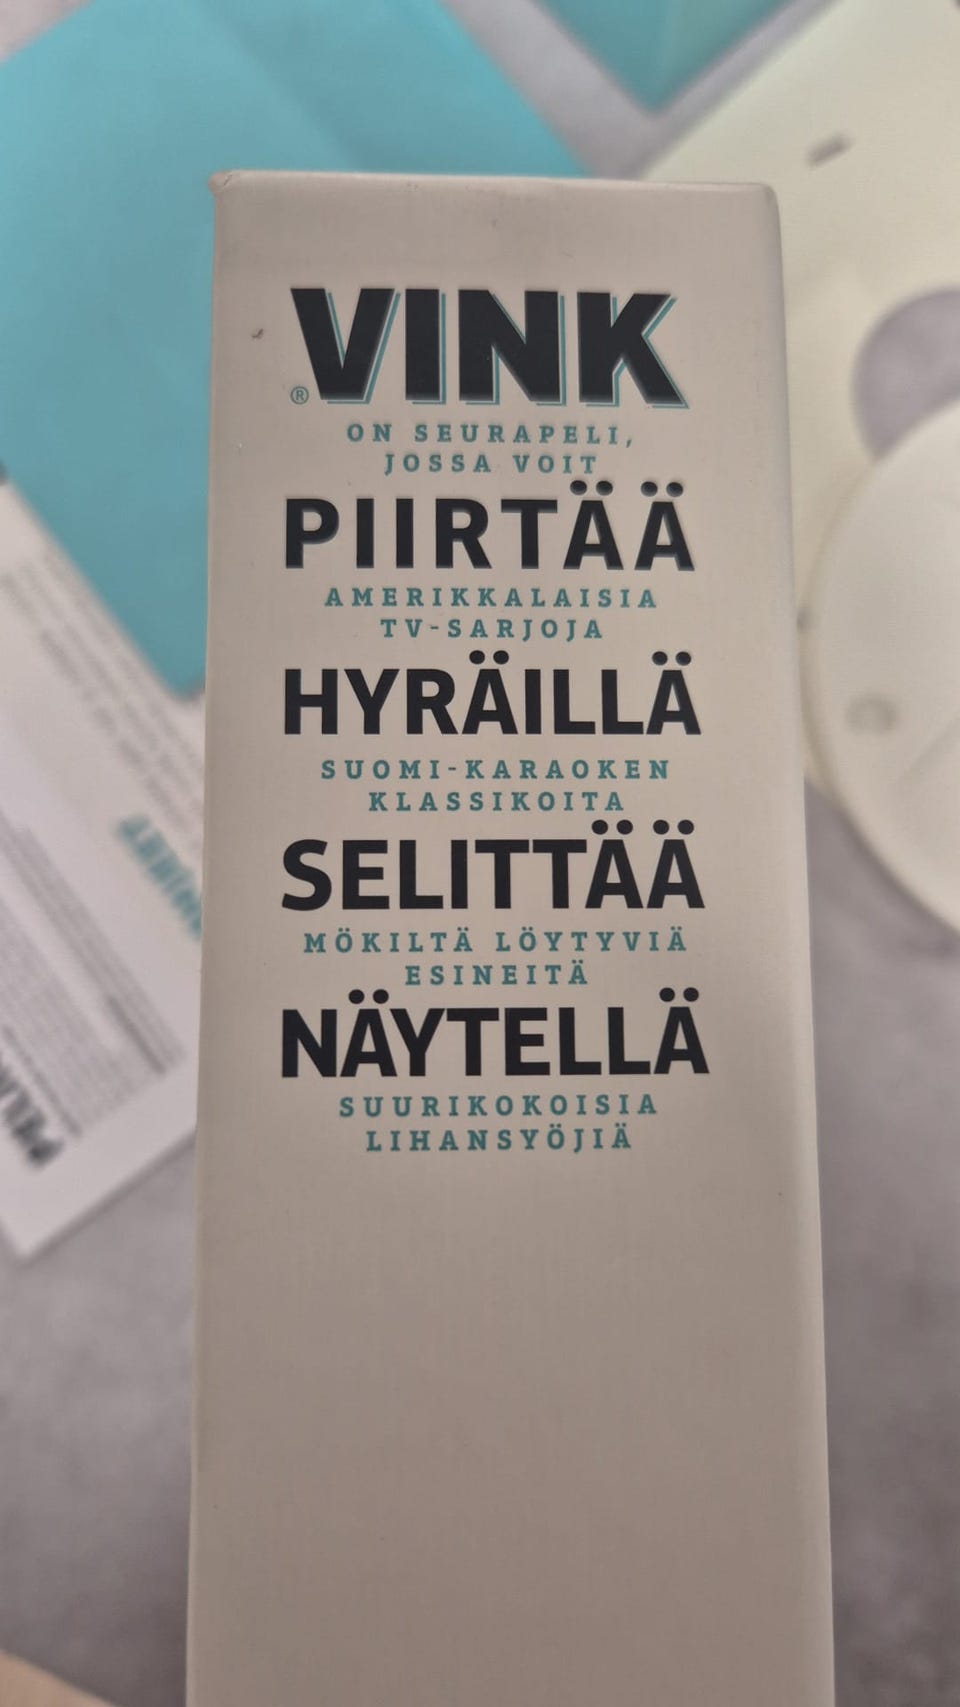 VINK
®
ON SEURAPELI,
JOSSA VOIT
PIIRTÄÄ
AMERIKKALAISIA
TV-SARJOJA
HYRÄILLÄ
SUOMI-KARAOKEN
KLASSIKOITA
SELITTÄÄ
MÖKILTÄ LÖYTYVIÄ
ESINEITÄ
NÄYTELLÄ
SUURIKOKOISIA
LIHANSYÖJIÄ